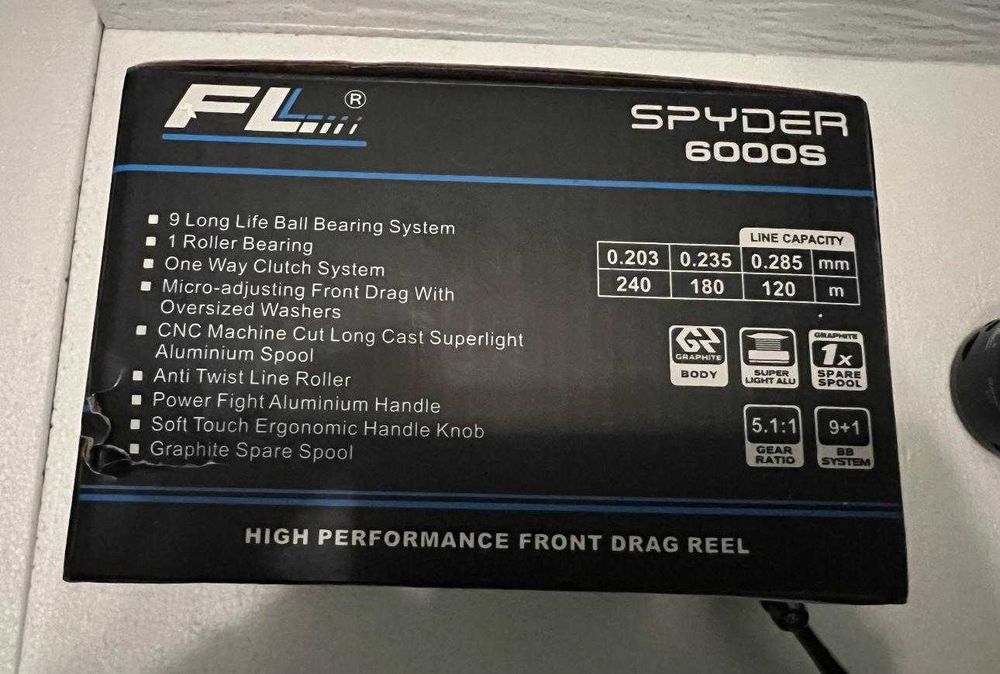 FL ®
SPYDER
6000S
9 Long Life Ball Bearing System
1 Roller Bearing
One Way Clutch System
Micro-adjusting Front Drag With
Oversized Washers
CNC Machine Cut Long Cast Superlight
Aluminium Spool
Anti Twist Line Roller
Power Fight Aluminium Handle
Soft Touch Ergonomic Handle Knob
Graphite Spare Spool
LINE CAPACITY
0.203 0.235 0.285 mm
240 180 120 m
GRAPHITE
BODY
SUPER
LIGHT ALU
GRAPHITE
1x
SPARE
SPOOL
5.1:1
GEAR
RATIO
9+1
BB
SYSTEM
HIGH PERFORMANCE FRONT DRAG REEL